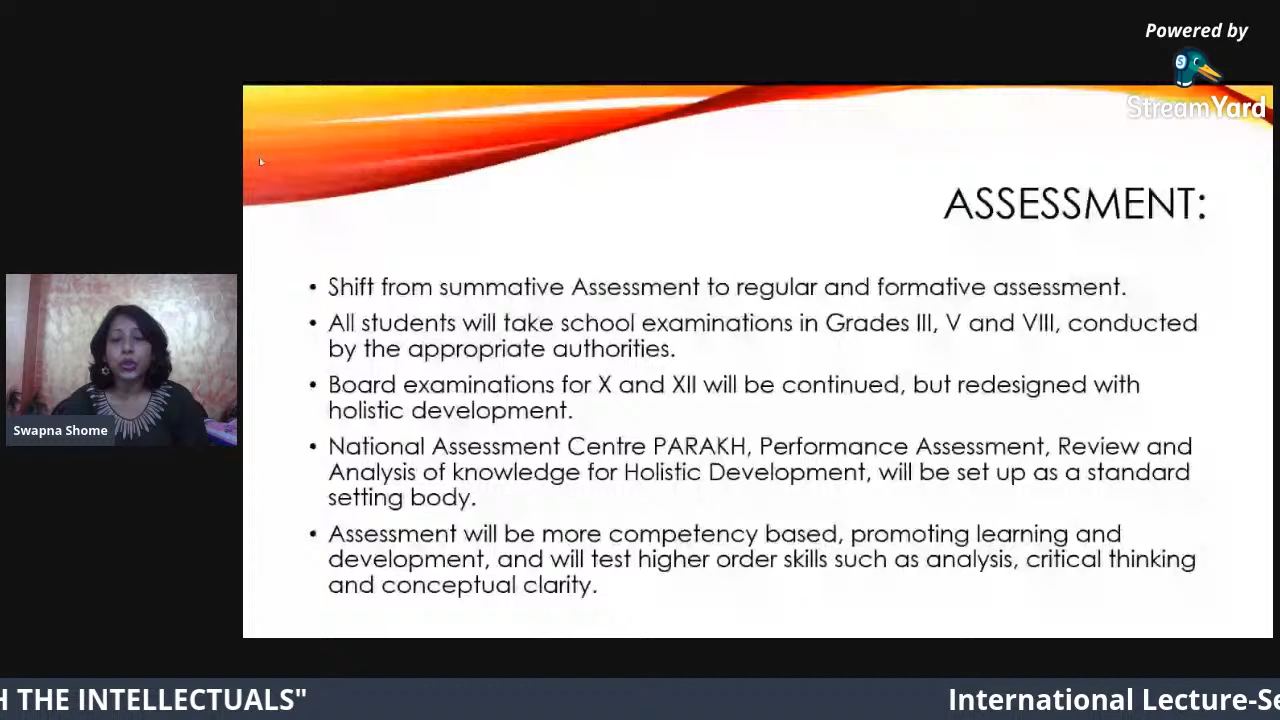 Powered by
StreamYard
ASSESSMENT:
• Shift from summative Assessment to regular and formative assessment.
• All students will take school examinations in Grades III, V and VIII, conducted
by the appropriate authorities.
• Board examinations for X and XII will be continued, but redesigned with
holistic development.
• National Assessment Centre PARAKH, Performance Assessment, Review and
Analysis of knowledge for Holistic Development, will be set up as a standard
setting body.
• Assessment will be more competency based, promoting learning and
development, and will test higher order skills such as analysis, critical thinking
and conceptual clarity.
Swapna Shome
H THE INTELLECTUALS" International Lecture-Se